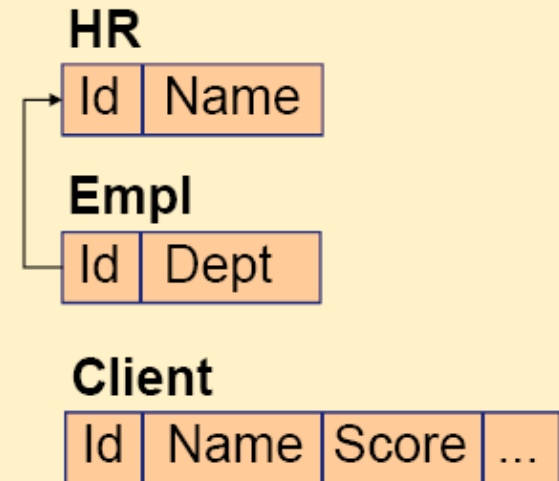 HR
Id Name
Empl
Id Dept
Client
Id Name Score ...